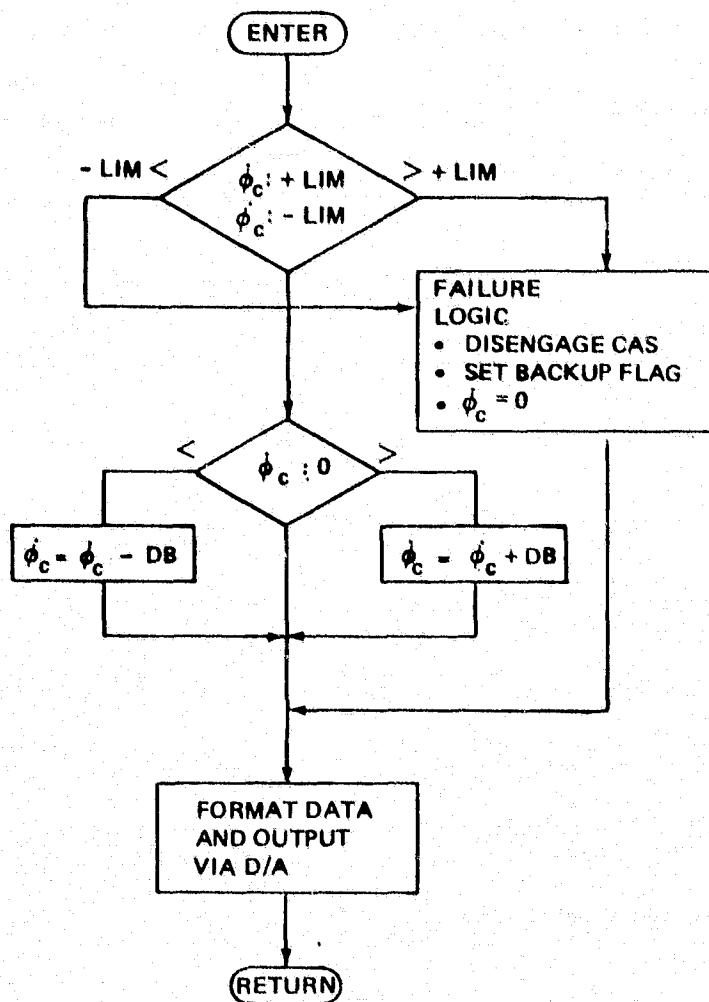 ENTER
- LIM <
> + LIM
φ̇c : + LIM
φ̇c : - LIM
FAILURE
LOGIC
• DISENGAGE CAS
• SET BACKUP FLAG
• φ̇c = 0
<
>
φ̇c : 0
φ̇c = φ̇c - DB
φ̇c = φ̇c + DB
FORMAT DATA
AND OUTPUT
VIA D/A
RETURN